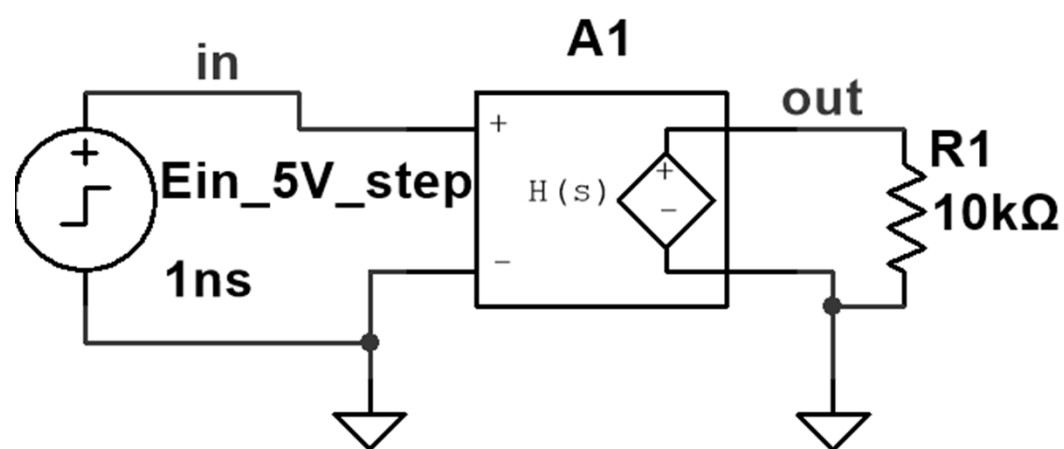 A1
in
out
+
+
Ein_5V_step
H(s)
+
−
R1
10kΩ
−
1ns